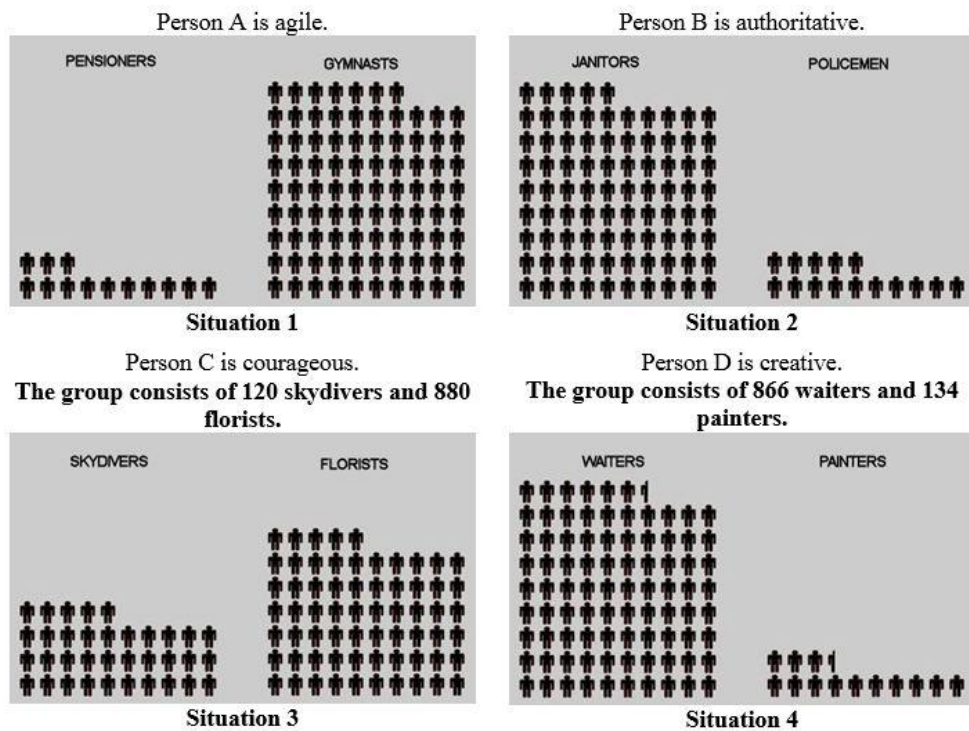 Person A is agile.
PENSIONERS GYMNASTS
Situation 1
Person B is authoritative.
JANITORS POLICEMEN
Situation 2
Person C is courageous.
The group consists of 120 skydivers and 880
florists.
SKYDIVERS FLORISTS
Situation 3
Person D is creative.
The group consists of 866 waiters and 134
painters.
WAITERS PAINTERS
Situation 4